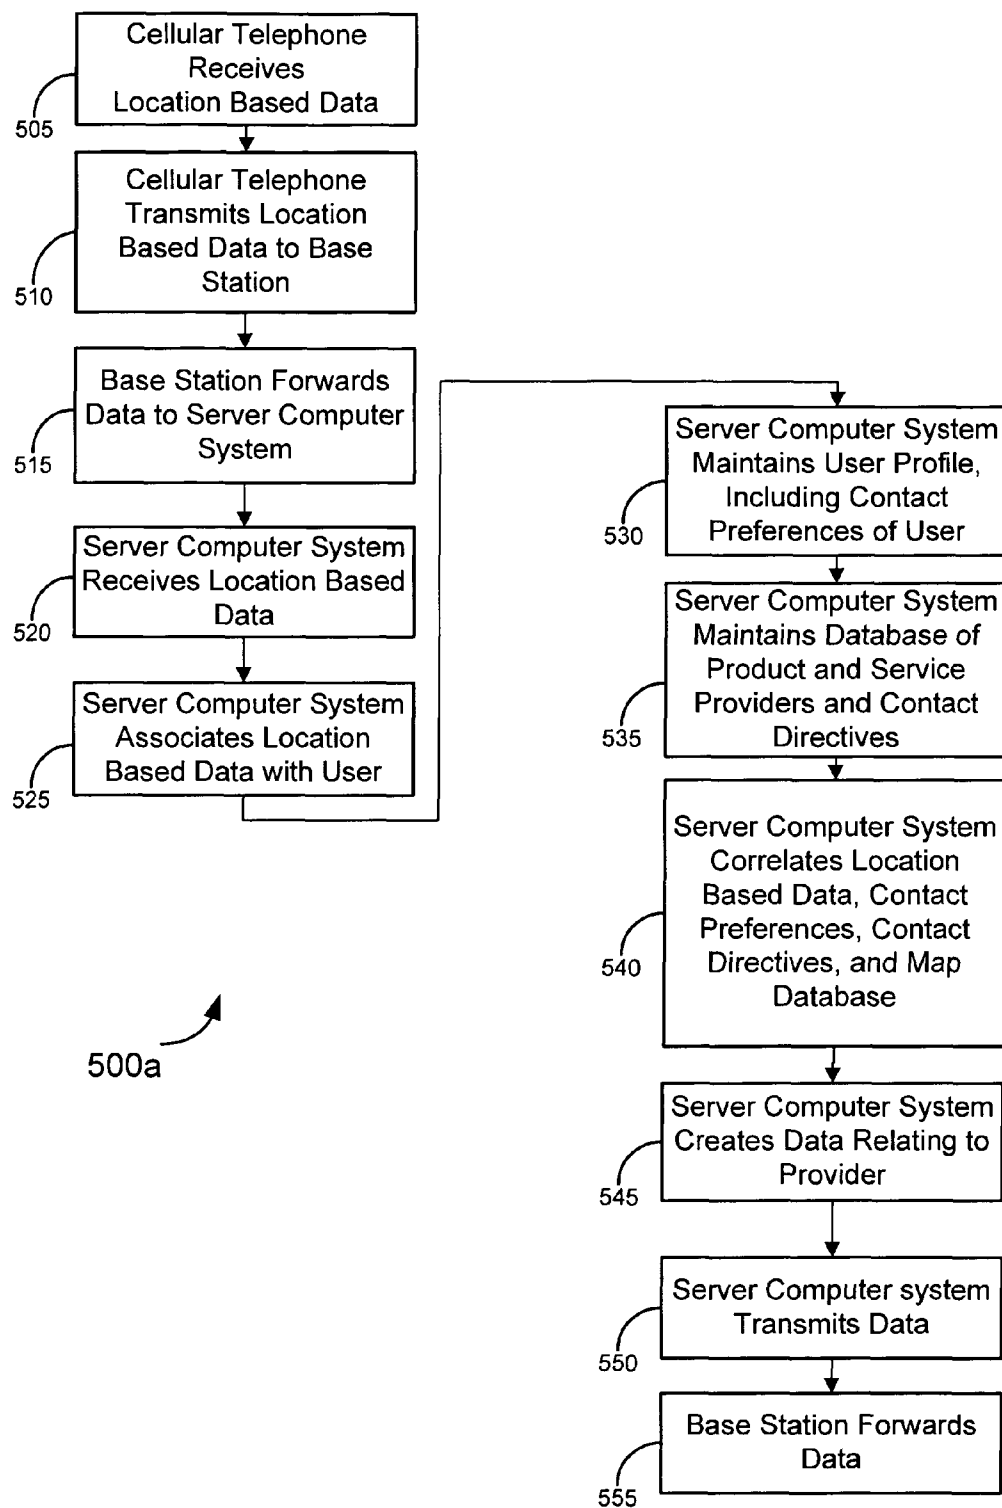 Cellular Telephone
Receives
Location Based Data
505
Cellular Telephone
Transmits Location
Based Data to Base
Station
510
Base Station Forwards
Data to Server Computer
System
515
Server Computer System
Receives Location Based
Data
520
Server Computer System
Associates Location
Based Data with User
525
Server Computer System
Maintains User Profile,
Including Contact
Preferences of User
530
Server Computer System
Maintains Database of
Product and Service
Providers and Contact
Directives
535
Server Computer System
Correlates Location
Based Data, Contact
Preferences, Contact
Directives, and Map
Database
540
Server Computer System
Creates Data Relating to
Provider
545
Server Computer system
Transmits Data
550
Base Station Forwards
Data
555
500a